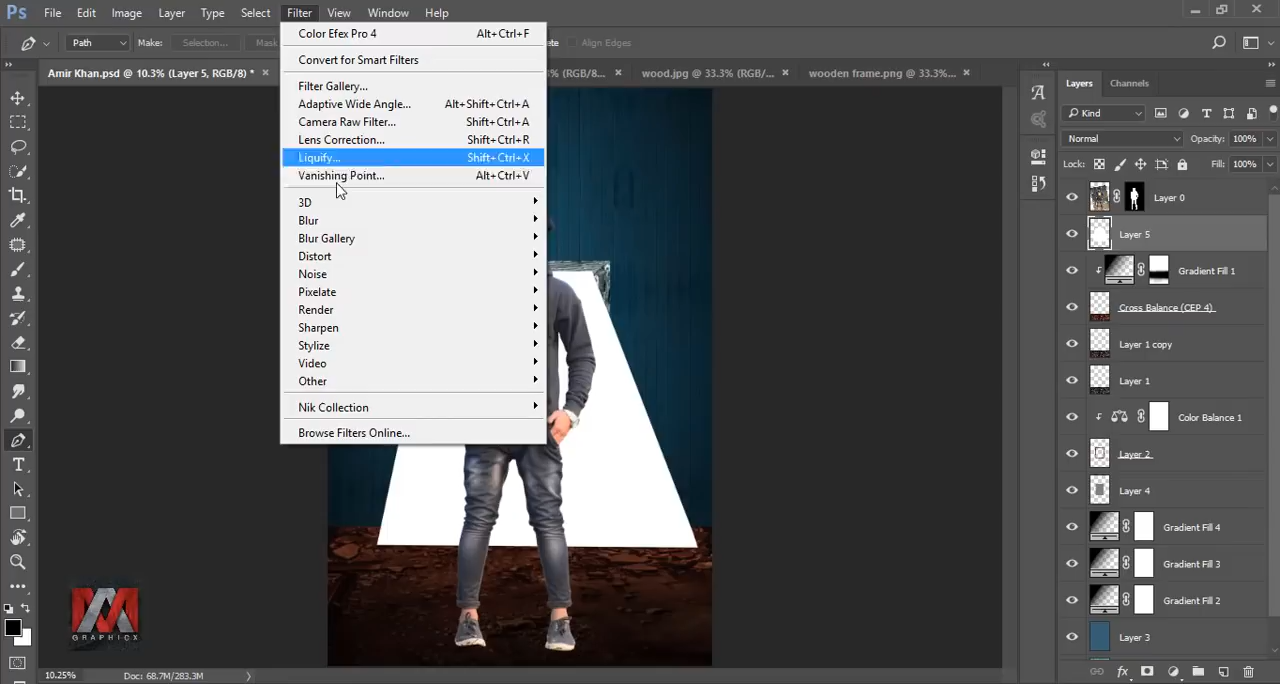 Ps File Edit Image Layer Type Select Filter View Window Help
Path Make: Selection... Mask Align Edges
Amir Khan.psd @ 10.3% (Layer 5, RGB/8) * × (RGB/8... × wood.jpg @ 33.3% (RGB/... × wooden frame.png @ 33.3%... ×
Color Efex Pro 4 Alt+Ctrl+F
Convert for Smart Filters
Filter Gallery...
Adaptive Wide Angle... Alt+Shift+Ctrl+A
Camera Raw Filter... Shift+Ctrl+A
Lens Correction... Shift+Ctrl+R
Liquify... Shift+Ctrl+X
Vanishing Point... Alt+Ctrl+V
3D
Blur
Blur Gallery
Distort
Noise
Pixelate
Render
Sharpen
Stylize
Video
Other
Nik Collection
Browse Filters Online...
Layers Channels
Kind
Normal Opacity: 100%
Lock: Fill: 100%
Layer 0
Layer 5
Gradient Fill 1
Cross Balance (CEP 4)
Layer 1 copy
Layer 1
Color Balance 1
Layer 2
Layer 4
Gradient Fill 4
Gradient Fill 3
Gradient Fill 2
Layer 3
GRAPHICX
10.25% Doc: 68.7M/283.3M